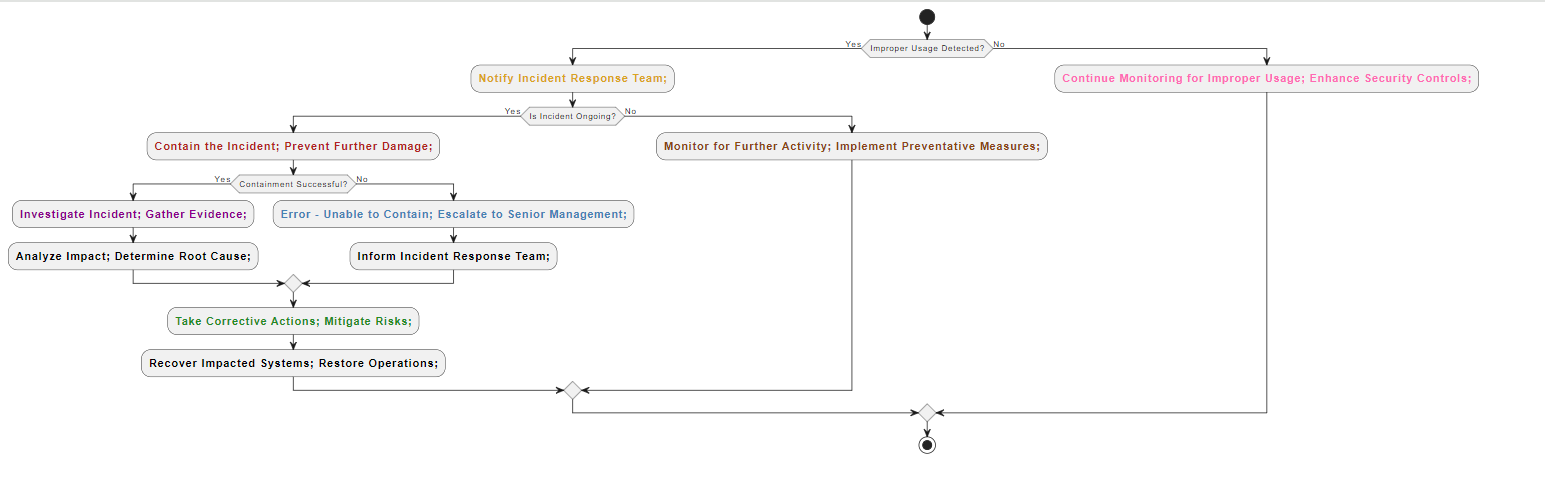 Yes
Improper Usage Detected?
No
Notify Incident Response Team;
Continue Monitoring for Improper Usage; Enhance Security Controls;
Yes
Is Incident Ongoing?
No
Contain the Incident; Prevent Further Damage;
Monitor for Further Activity; Implement Preventative Measures;
Yes
Containment Successful?
No
Investigate Incident; Gather Evidence;
Error - Unable to Contain; Escalate to Senior Management;
Analyze Impact; Determine Root Cause;
Inform Incident Response Team;
Take Corrective Actions; Mitigate Risks;
Recover Impacted Systems; Restore Operations;